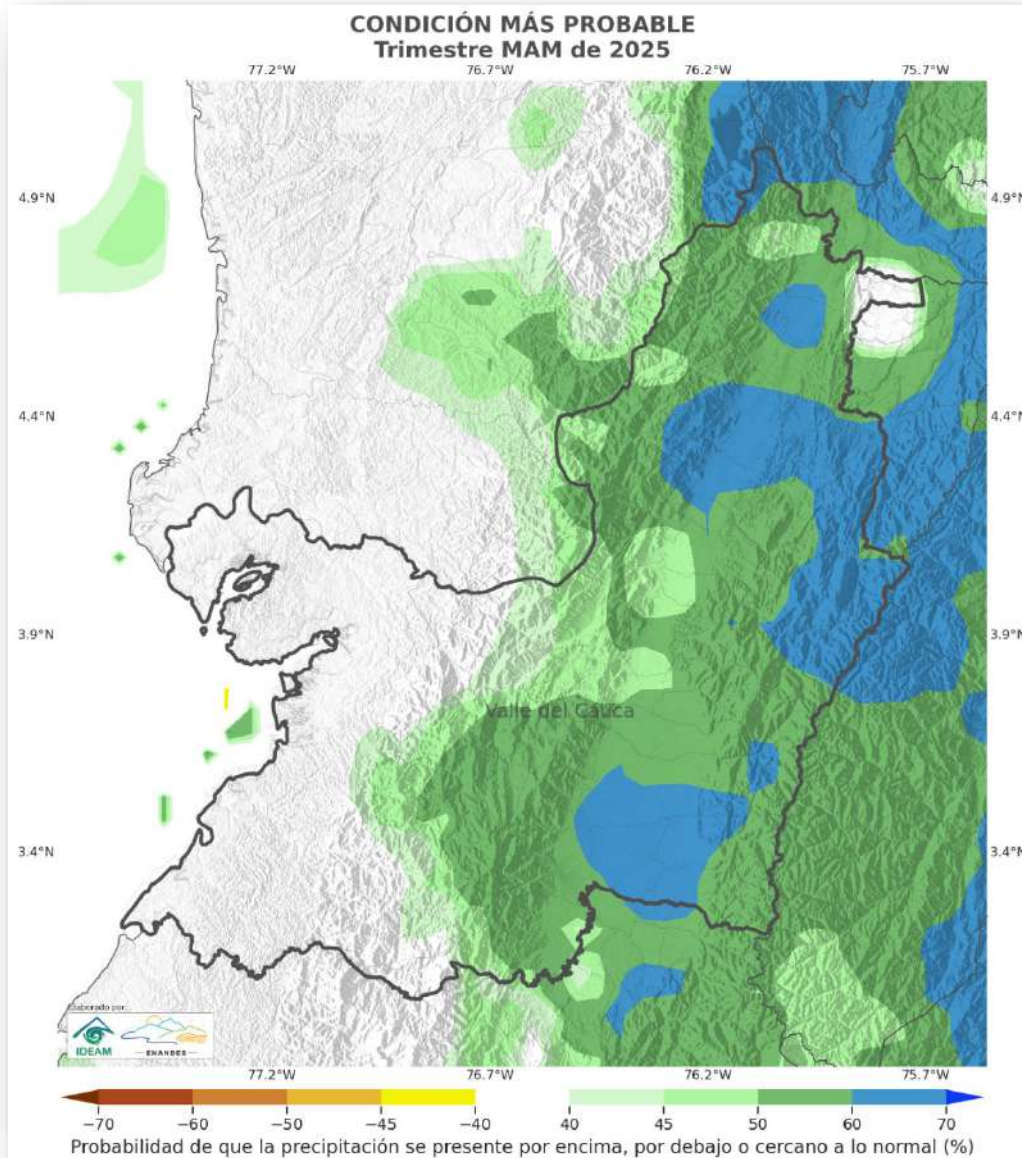 CONDICIÓN MÁS PROBABLE
Trimestre MAM de 2025
77.2°W 76.7°W 76.2°W 75.7°W
4.9°N 4.9°N
4.4°N 4.4°N
3.9°N 3.9°N
Valle del Cauca
3.4°N 3.4°N
Elaborado por:
IDEAM
ENANDES
77.2°W 76.7°W 76.2°W 75.7°W
−70 −60 −50 −45 −40 40 45 50 60 70
Probabilidad de que la precipitación se presente por encima, por debajo o cercano a lo normal (%)